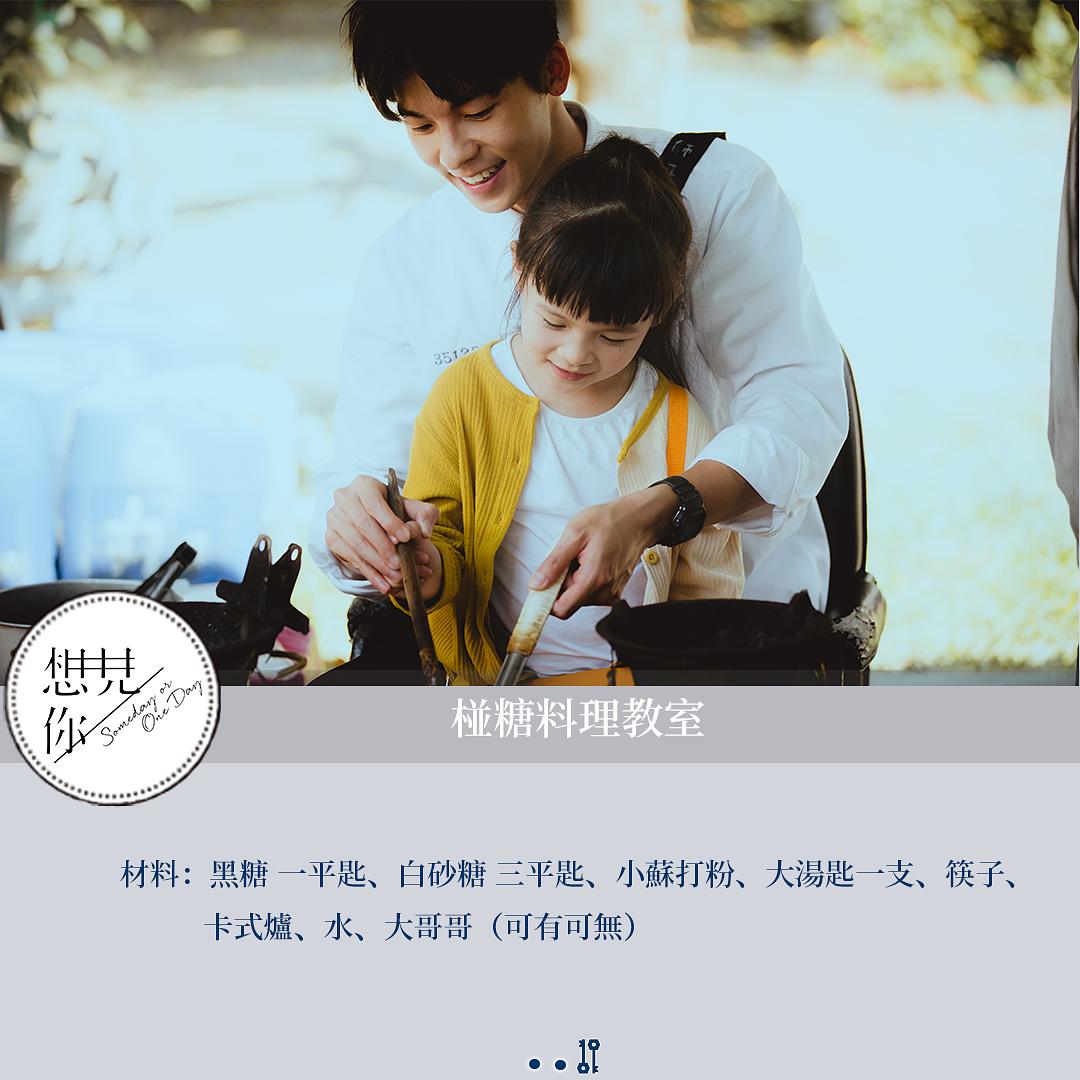 3512
想見
你
Someday or
One Day
椪糖料理教室
材料：黑糖 一平匙、白砂糖 三平匙、小蘇打粉、大湯匙一支、筷子、
卡式爐、水、大哥哥（可有可無）